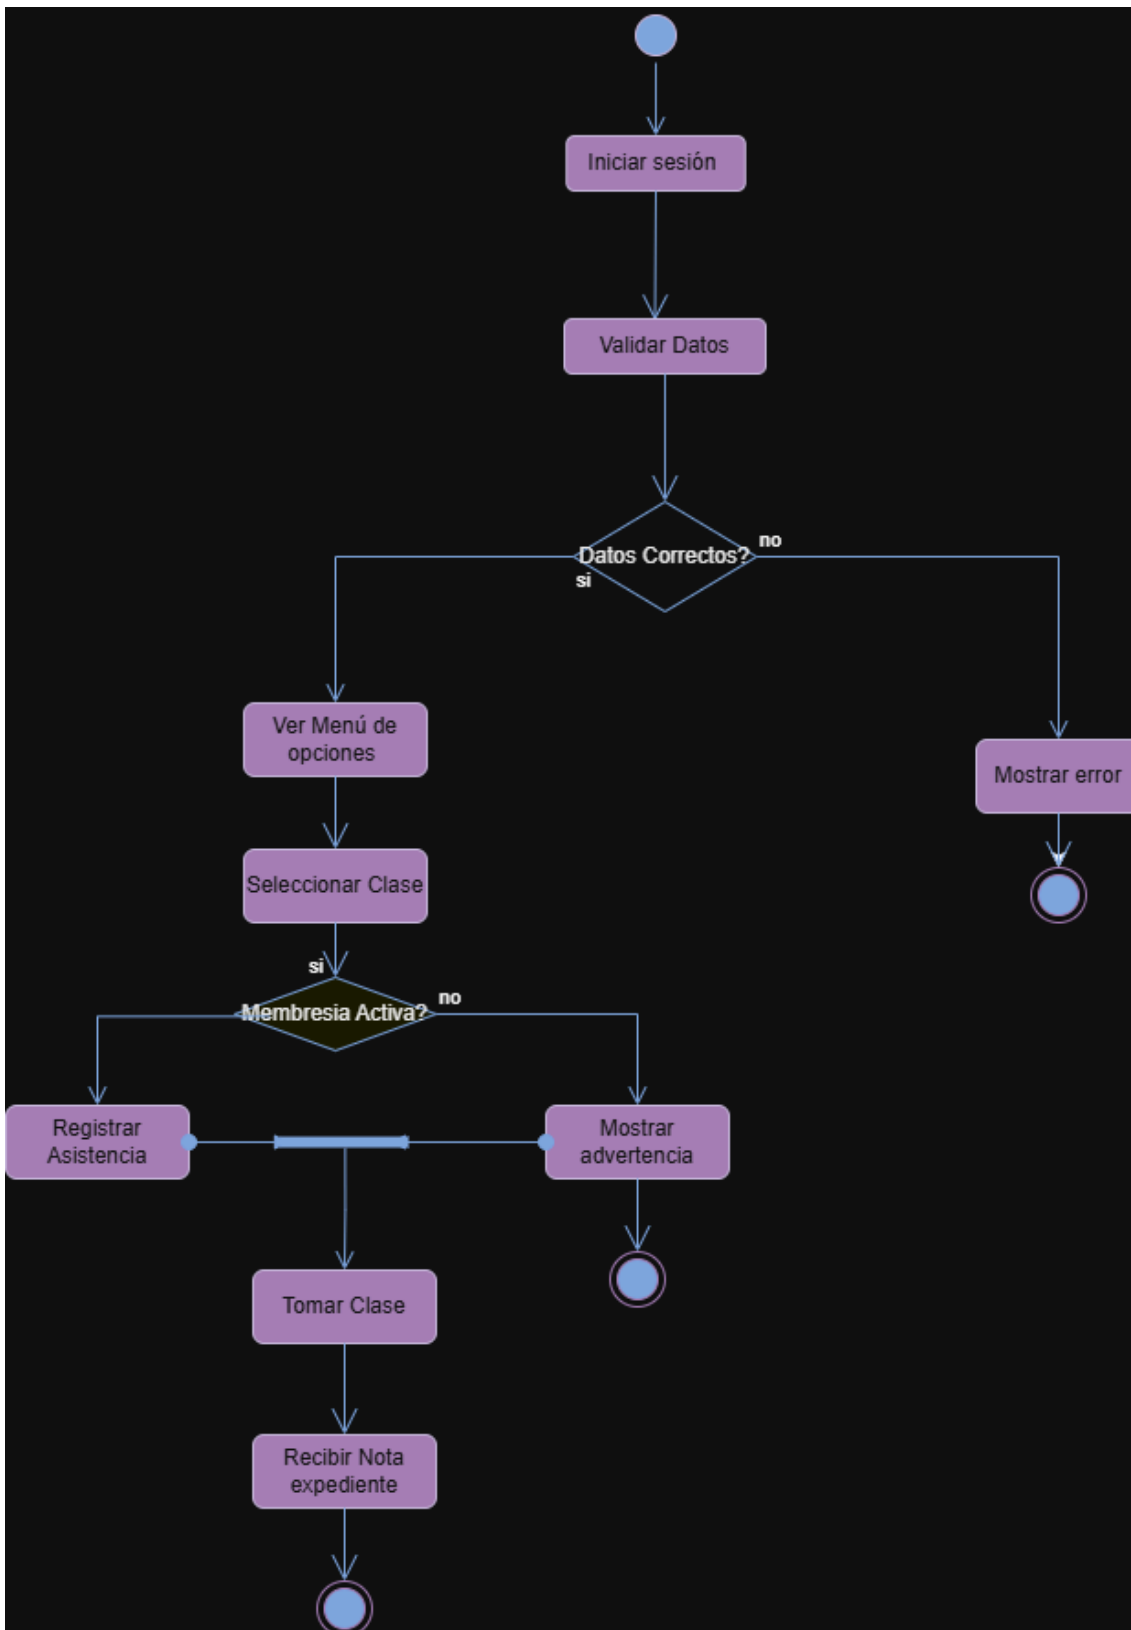 Iniciar sesión
Validar Datos
Datos Correctos?
no
si
Ver Menú de
opciones
Mostrar error
Seleccionar Clase
si
no
Membresia Activa?
Registrar
Asistencia
Mostrar
advertencia
Tomar Clase
Recibir Nota
expediente